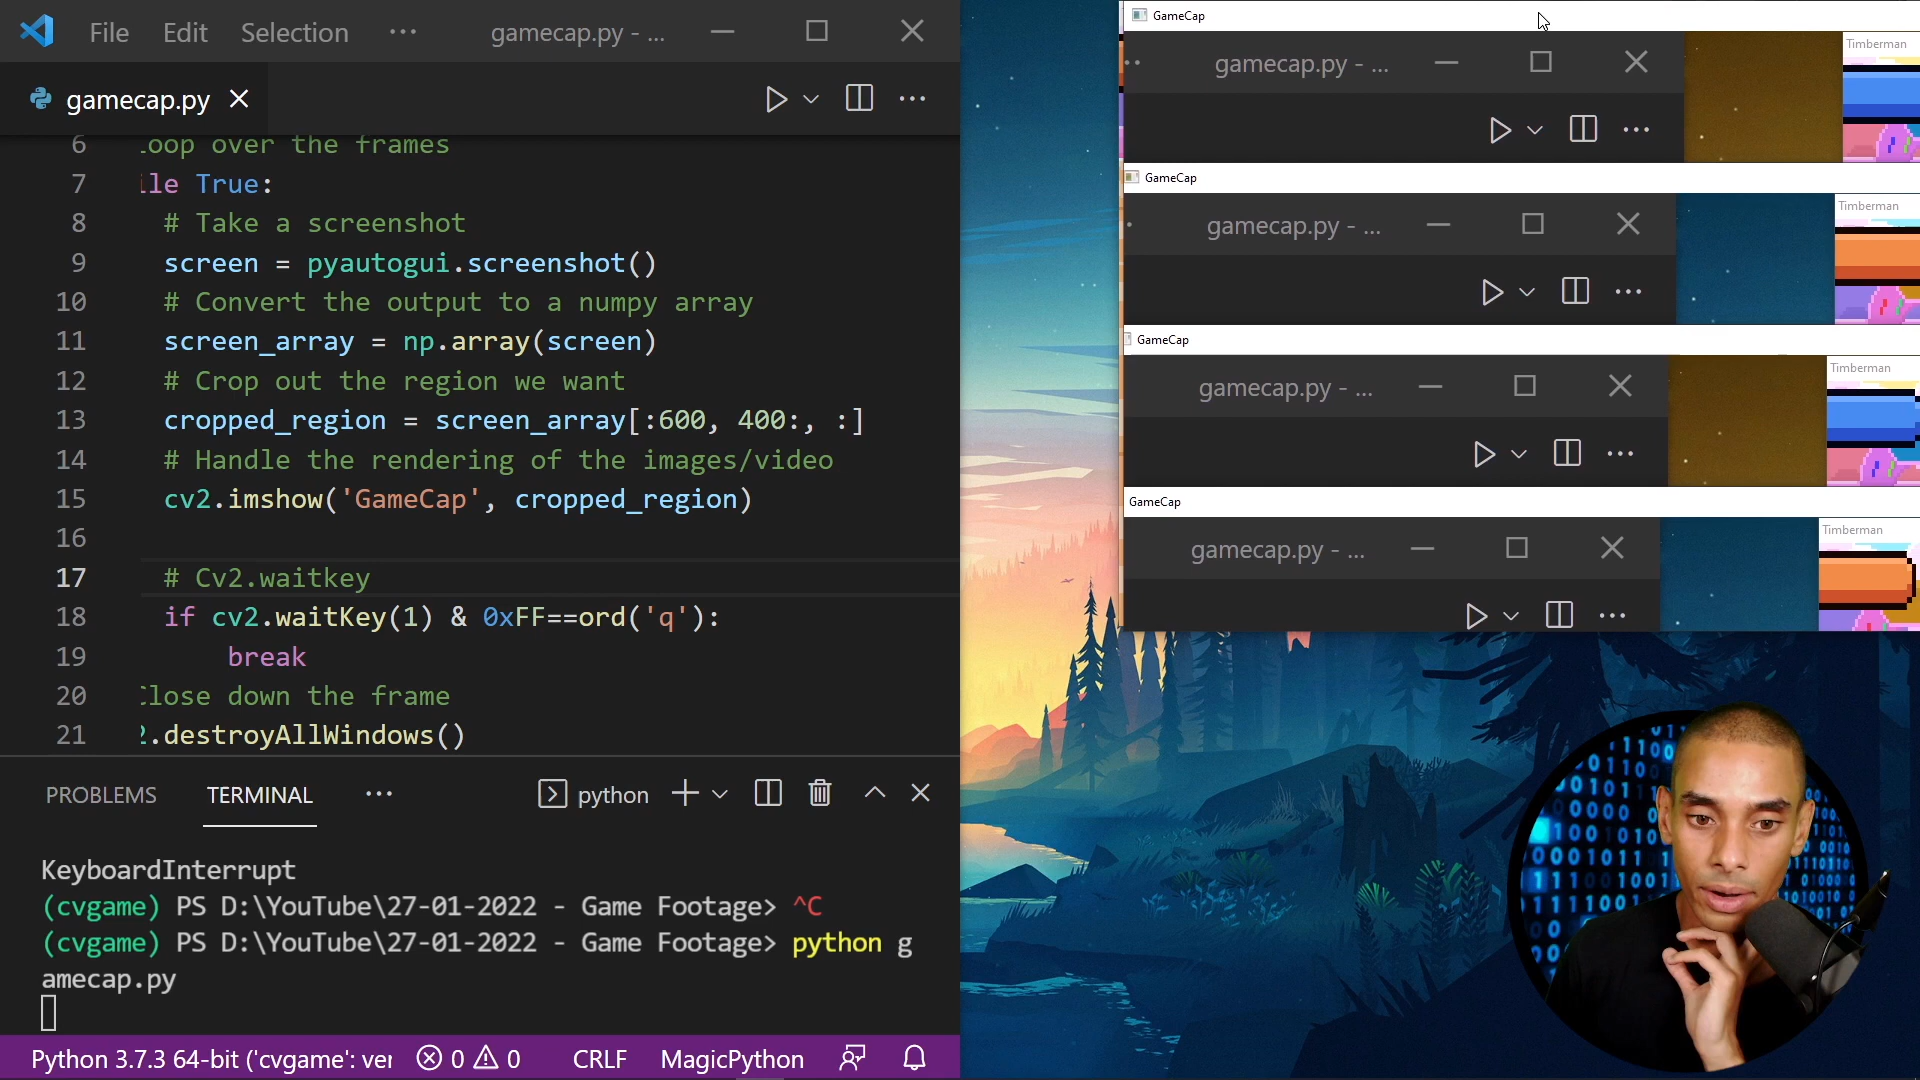 File Edit Selection ··· gamecap.py - ...
gamecap.py
6 Loop over the frames
7 ile True:
8 # Take a screenshot
9 screen = pyautogui.screenshot()
10 # Convert the output to a numpy array
11 screen_array = np.array(screen)
12 # Crop out the region we want
13 cropped_region = screen_array[:600, 400:, :]
14 # Handle the rendering of the images/video
15 cv2.imshow('GameCap', cropped_region)
16
17 # Cv2.waitkey
18 if cv2.waitKey(1) & 0xFF==ord('q'):
19 break
20 Close down the frame
21 2.destroyAllWindows()
PROBLEMS TERMINAL ··· python
KeyboardInterrupt
(cvgame) PS D:\YouTube\27-01-2022 - Game Footage> ^C
(cvgame) PS D:\YouTube\27-01-2022 - Game Footage> python g
amecap.py
Python 3.7.3 64-bit ('cvgame': ver 0 0 CRLF MagicPython
GameCap
gamecap.py - ...
Timberman
GameCap
gamecap.py - ...
Timberman
GameCap
gamecap.py - ...
Timberman
GameCap
gamecap.py - ...
Timberman